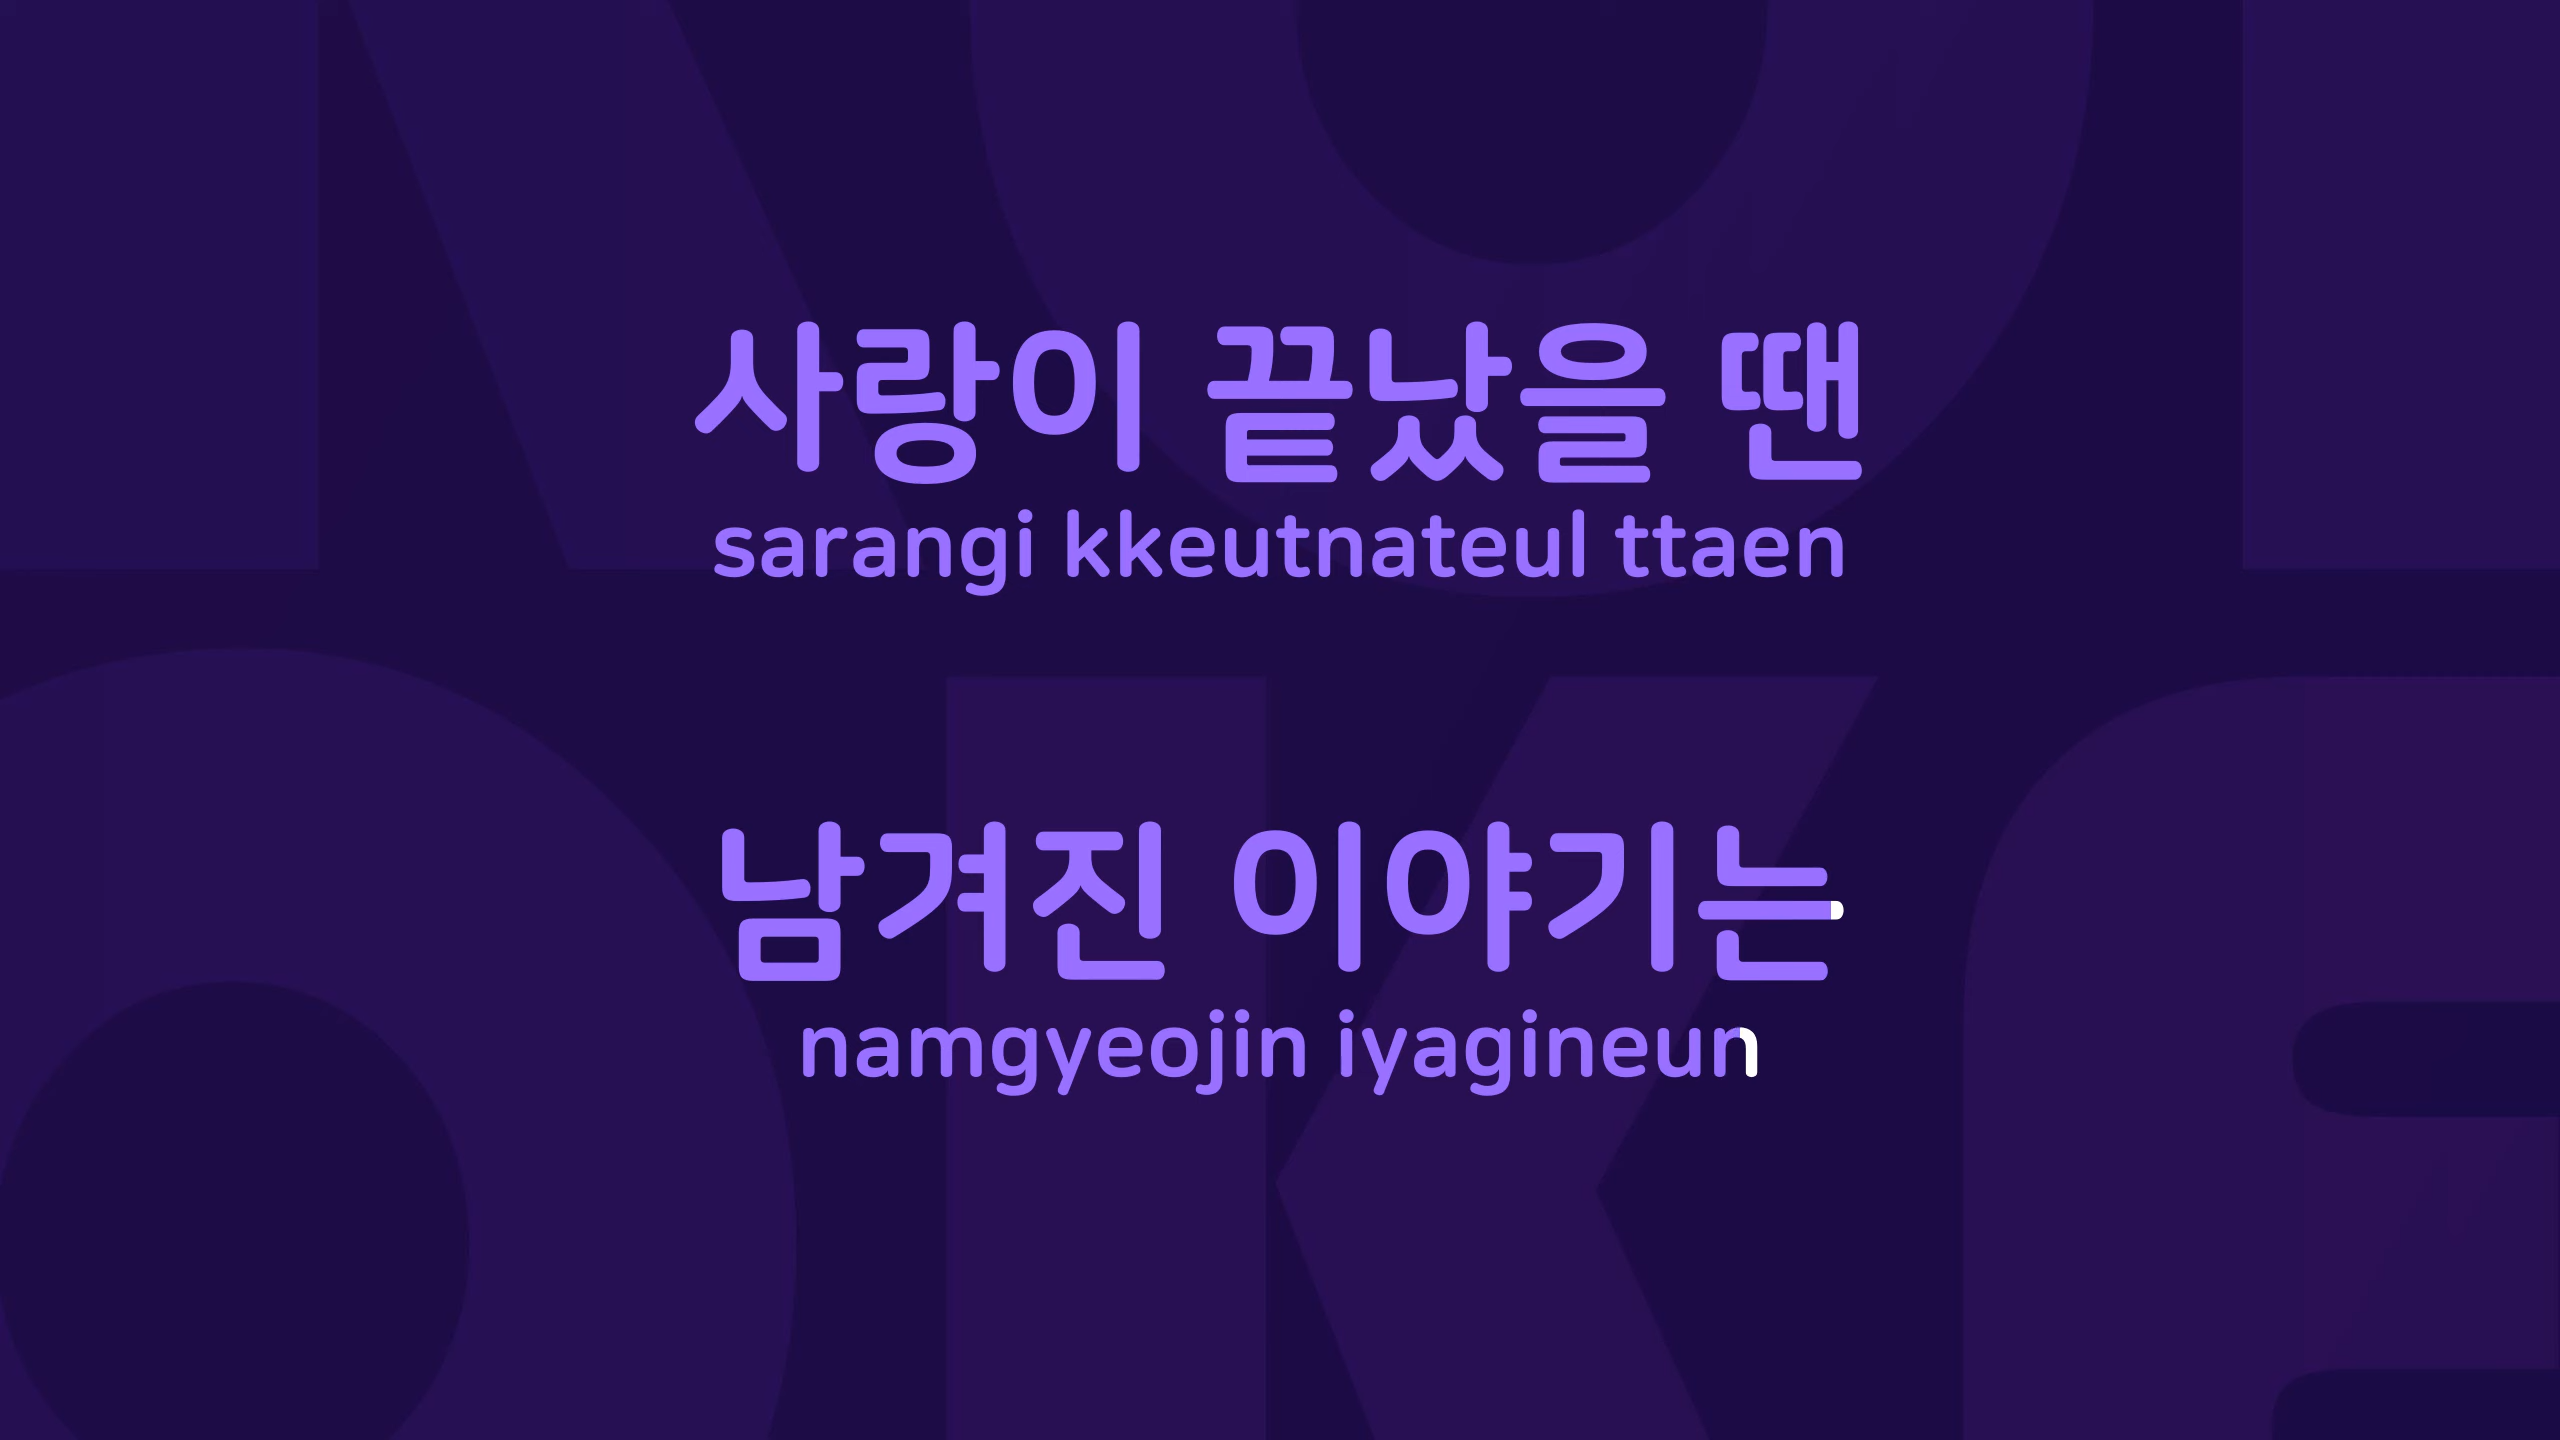 사랑이 끝났을 땐
sarangi kkeutnateul ttaen
남겨진 이야기는
namgyeojin iyagineun